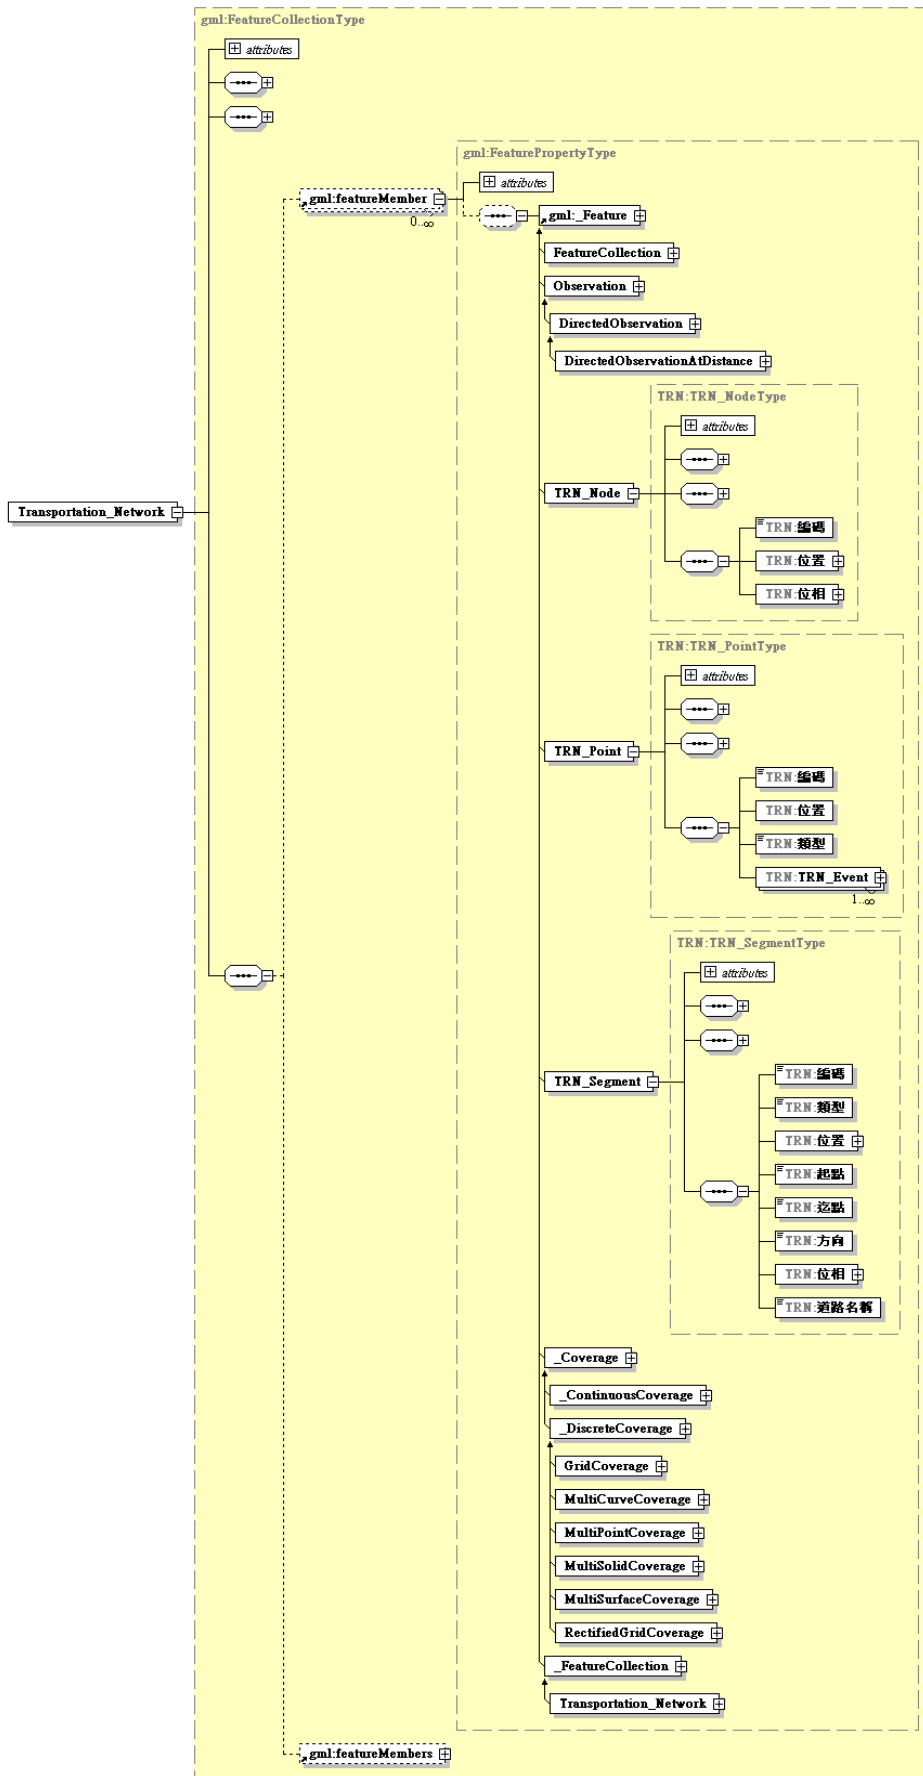 gml:FeatureCollectionType
attributes
gml:FeaturePropertyType
attributes
gml:featureMember
0..∞
gml:_Feature
FeatureCollection
Observation
DirectedObservation
DirectedObservationAtDistance
TRN:TRN_NodeType
attributes
TRN_Node
Transportation_Network
TRN:編碼
TRN:位置
TRN:位相
TRN:TRN_PointType
attributes
TRN_Point
TRN:編碼
TRN:位置
TRN:類型
TRN:TRN_Event
1..∞
TRN:TRN_SegmentType
attributes
TRN_Segment
TRN:編碼
TRN:類型
TRN:位置
TRN:起點
TRN:迄點
TRN:方向
TRN:位相
TRN:道路名稱
_Coverage
_ContinuousCoverage
_DiscreteCoverage
GridCoverage
MultiCurveCoverage
MultiPointCoverage
MultiSolidCoverage
MultiSurfaceCoverage
RectifiedGridCoverage
_FeatureCollection
Transportation_Network
gml:featureMembers